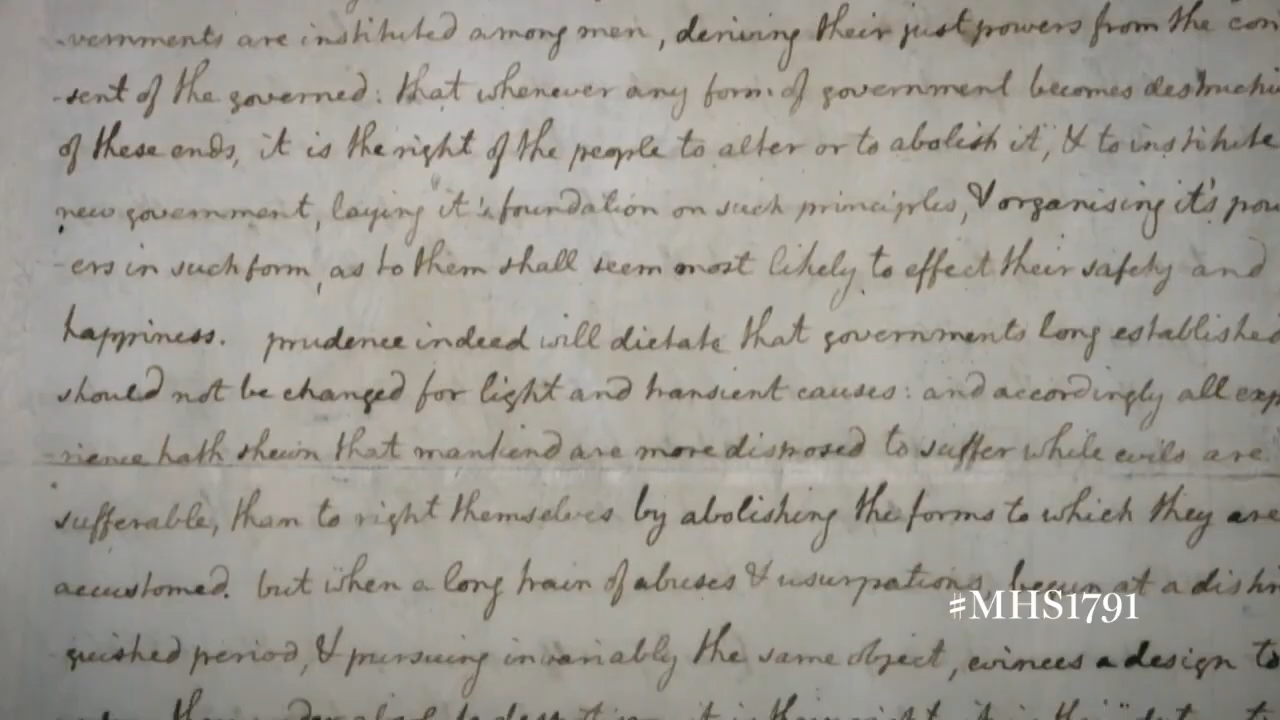 -vernments are instituted among men, deriving their just powers from the con
-sent of the governed: that whenever any form of government becomes destructi
of these ends, it is the right of the people to alter or to abolish it, & to institute
new government, laying it's foundation on such principles, & organising it's pow
-ers in such form, as to them shall seem most likely to effect their safety and
happiness. prudence indeed will dictate that governments long established
should not be changed for light and transient causes: and accordingly all exp
-rience hath shewn that mankind are more disposed to suffer while evils are
sufferable, than to right themselves by abolishing the forms to which they are
accustomed. but when a long train of abuses & usurpations, begun at a distin
#MHS1791
guished period, & pursuing invariably the same object, evinces a design to